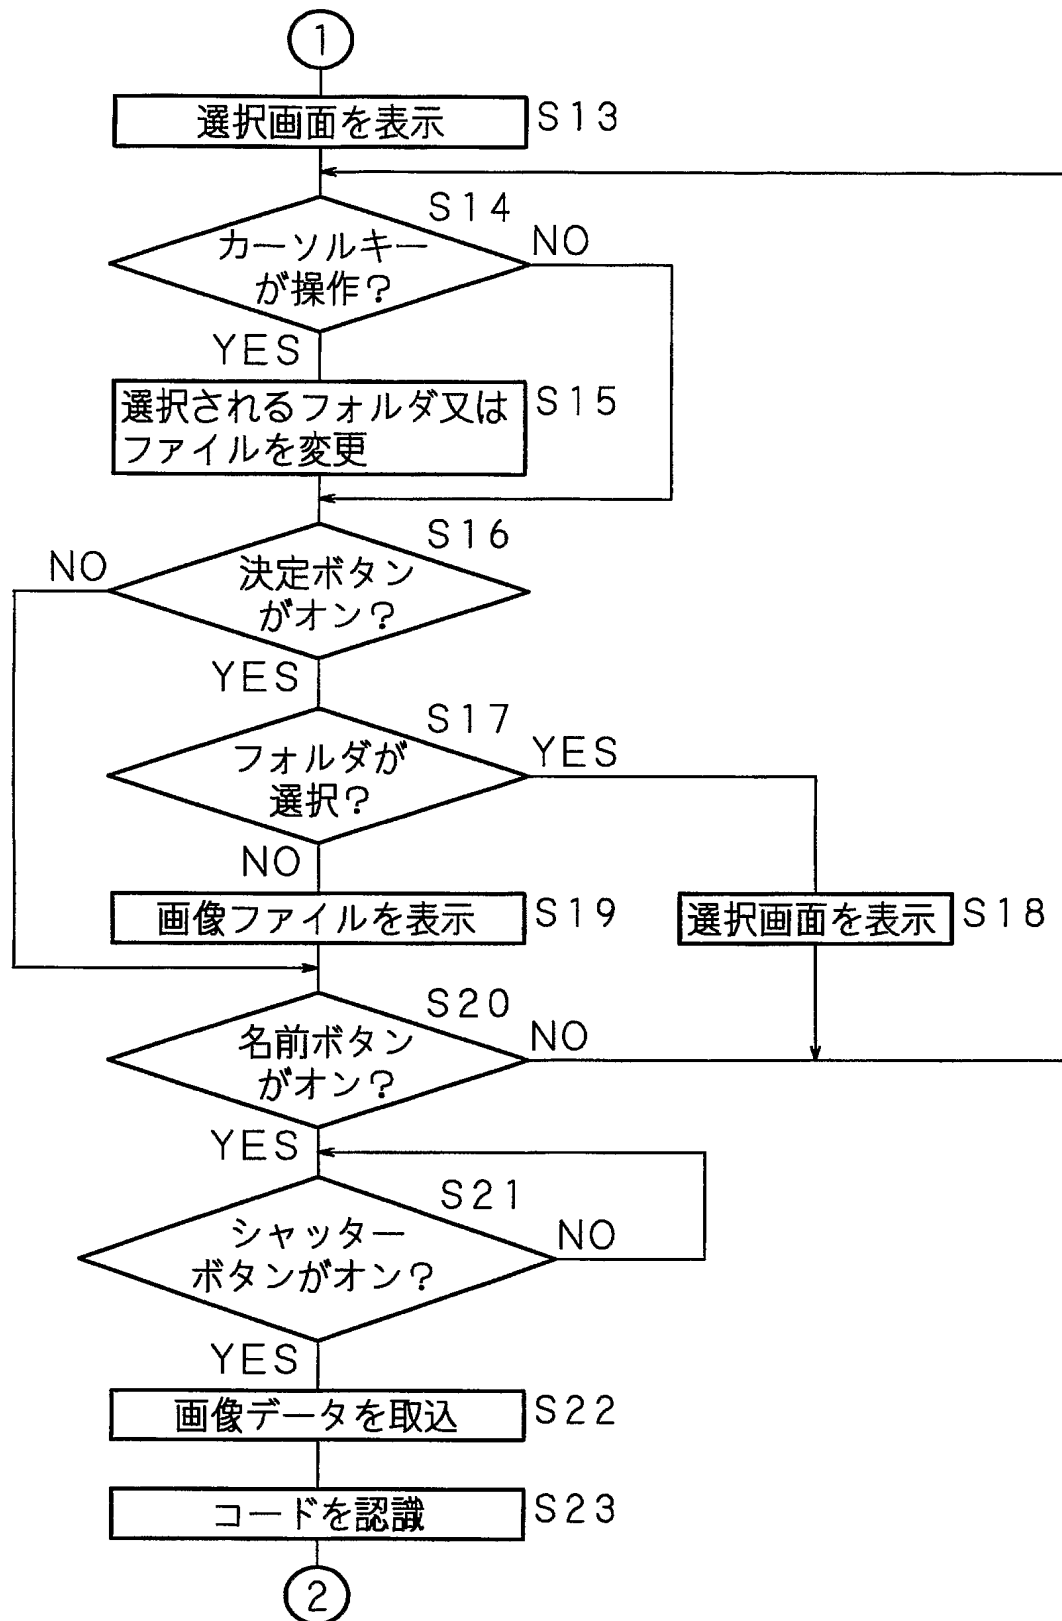 1
選択画面を表示
S13
S14
カーソルキー
が操作?
NO
YES
選択されるフォルダ又は
ファイルを変更
S15
S16
NO
決定ボタン
がオン?
YES
S17
フォルダが
選択?
YES
NO
画像ファイルを表示
S19
選択画面を表示
S18
S20
名前ボタン
がオン?
NO
YES
S21
シャッター
ボタンがオン?
NO
YES
画像データを取込
S22
コードを認識
S23
2